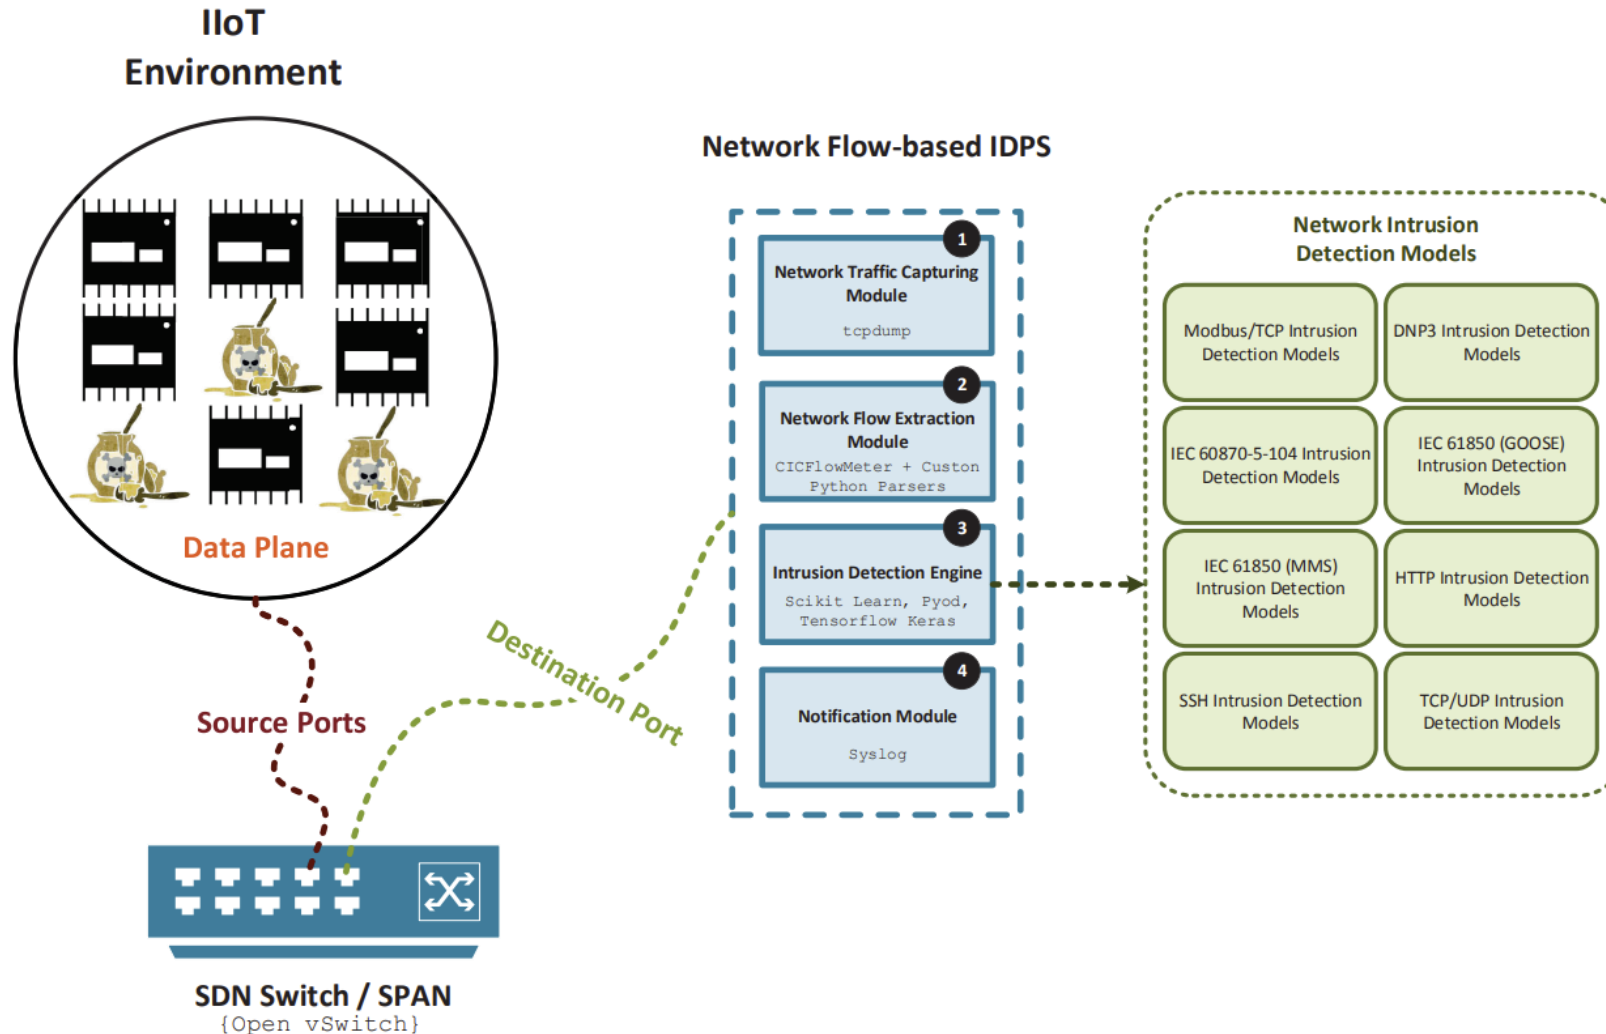 IIoT
Environment
Data Plane
Source Ports
Destination Port
SDN Switch / SPAN
{Open vSwitch}
Network Flow-based IDPS
1
Network Traffic Capturing
Module
tcpdump
2
Network Flow Extraction
Module
CICFlowMeter + Custon
Python Parsers
3
Intrusion Detection Engine
Scikit Learn, Pyod,
Tensorflow Keras
4
Notification Module
Syslog
Network Intrusion
Detection Models
Modbus/TCP Intrusion
Detection Models
DNP3 Intrusion Detection
Models
IEC 60870-5-104 Intrusion
Detection Models
IEC 61850 (GOOSE)
Intrusion Detection
Models
IEC 61850 (MMS)
Intrusion Detection
Models
HTTP Intrusion Detection
Models
SSH Intrusion Detection
Models
TCP/UDP Intrusion
Detection Models